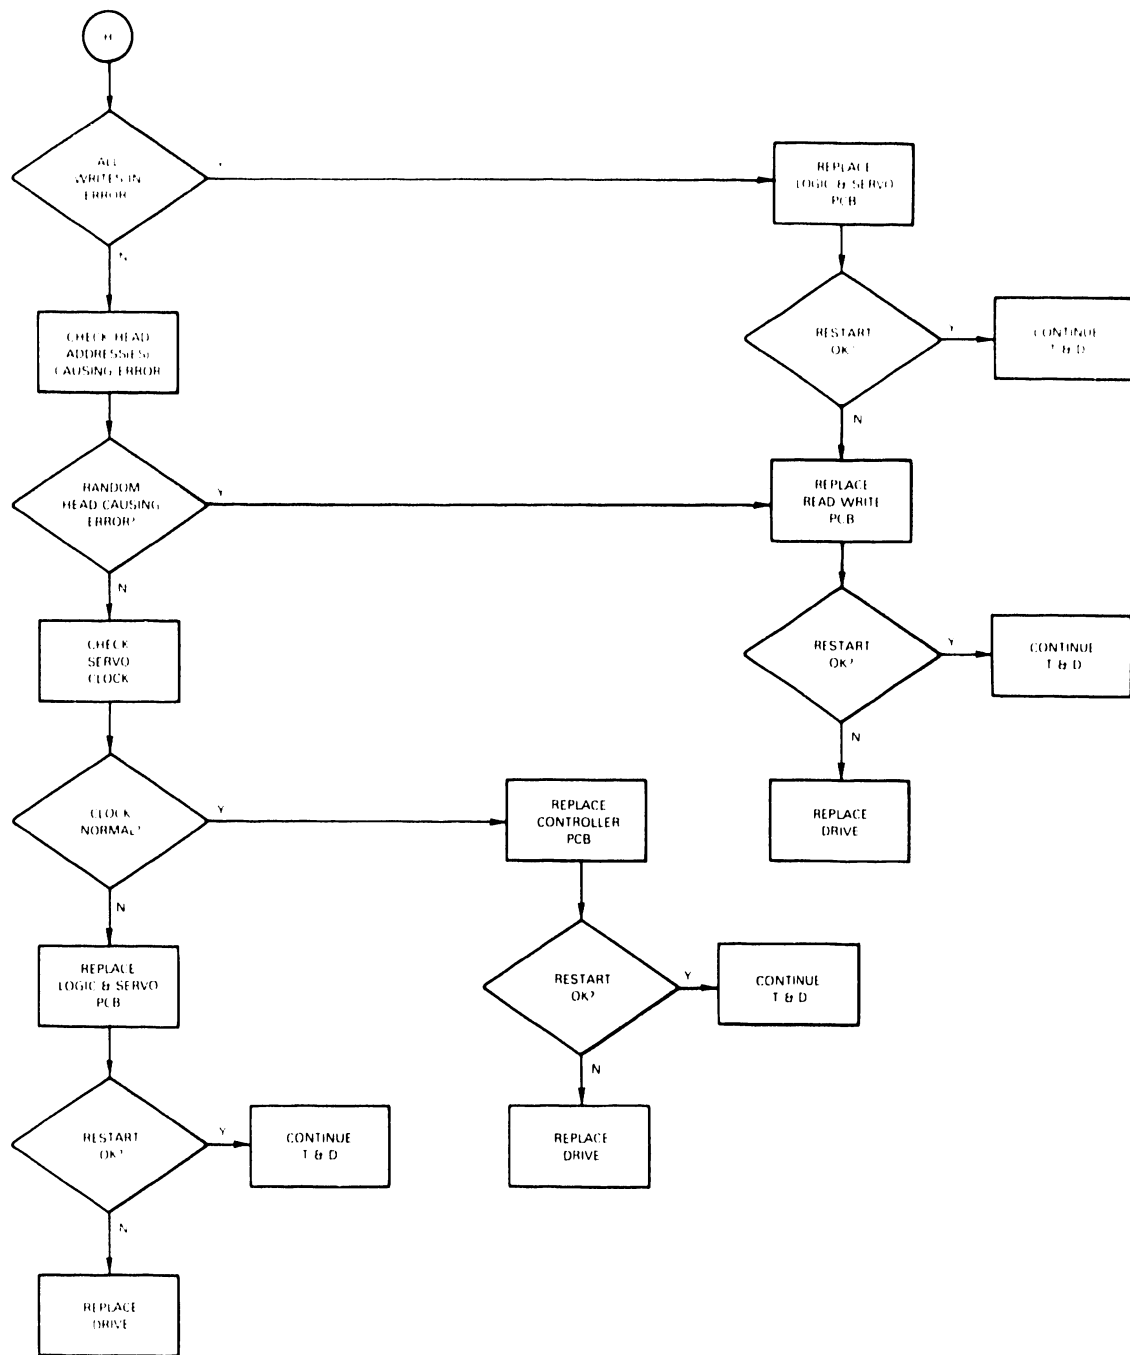 H
ALL
WRITES IN
ERROR
Y
REPLACE
LOGIC & SERVO
PCB
N
CHECK HEAD
ADDRESS(ES)
CAUSING ERROR
RESTART
OK?
Y
CONTINUE
T & D
N
RANDOM
HEAD CAUSING
ERROR?
Y
REPLACE
READ WRITE
PCB
N
CHECK
SERVO
CLOCK
RESTART
OK?
Y
CONTINUE
T & D
N
CLOCK
NORMAL?
Y
REPLACE
CONTROLLER
PCB
REPLACE
DRIVE
N
REPLACE
LOGIC & SERVO
PCB
RESTART
OK?
Y
CONTINUE
T & D
N
RESTART
OK?
Y
CONTINUE
T & D
REPLACE
DRIVE
N
REPLACE
DRIVE